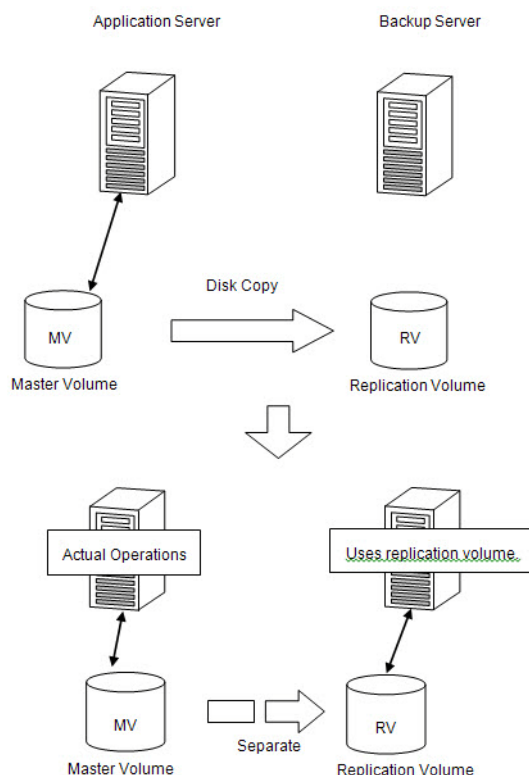 Application Server
Backup Server
Disk Copy
MV
RV
Master Volume
Replication Volume
Actual Operations
Uses replication volume.
MV
RV
Separate
Master Volume
Replication Volume